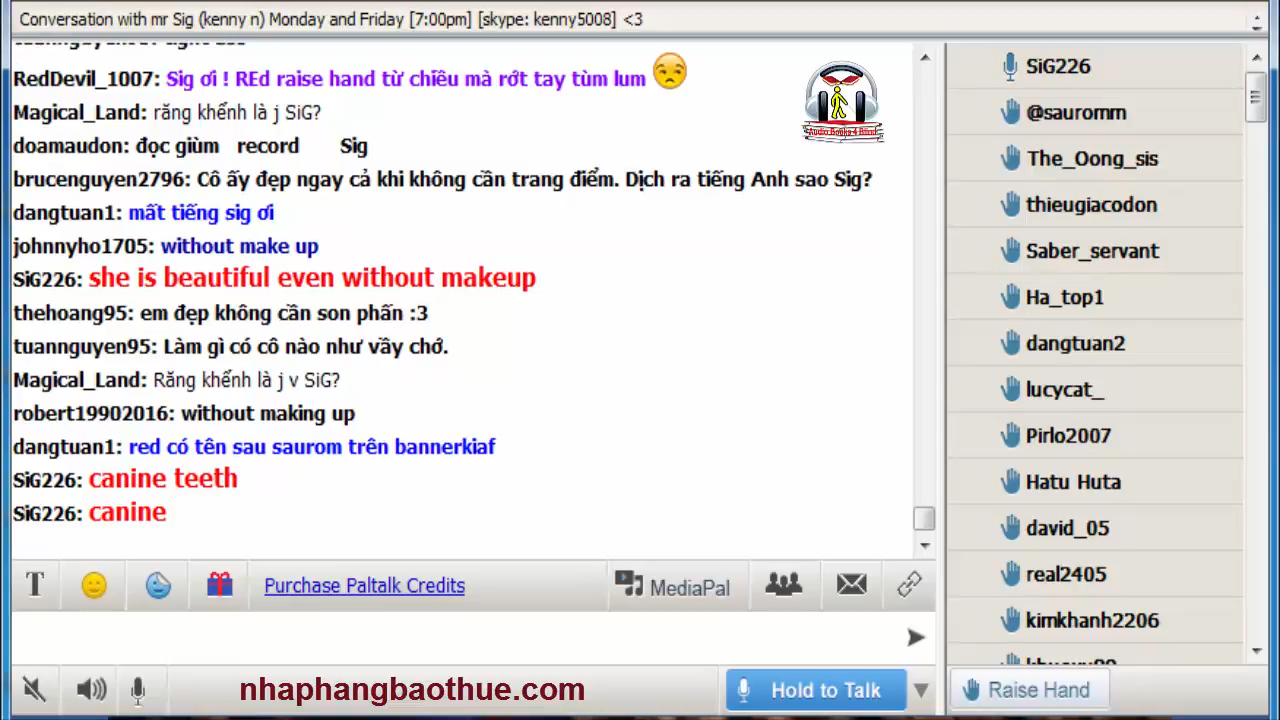 Conversation with mr Sig (kenny n) Monday and Friday [7:00pm] [skype: kenny5008] <3
RedDevil_1007: Sig ơi ! REd raise hand từ chiều mà rớt tay tùm lum
Magical_Land: răng khểnh là j SiG?
doamaudon: đọc giùm record Sig
brucenguyen2796: Cô ấy đẹp ngay cả khi không cần trang điểm. Dịch ra tiếng Anh sao Sig?
dangtuan1: mất tiếng sig ơi
johnnyho1705: without make up
SiG226: she is beautiful even without makeup
thehoang95: em đẹp không cần son phấn :3
tuannguyen95: Làm gì có cô nào như vầy chớ.
Magical_Land: Răng khểnh là j v SiG?
robert19902016: without making up
dangtuan1: red có tên sau saurom trên bannerkiaf
SiG226: canine teeth
SiG226: canine
Audio Books 4 Blind
SiG226
@sauromm
The_Oong_sis
thieugiacodon
Saber_servant
Ha_top1
dangtuan2
lucycat_
Pirlo2007
Hatu Huta
david_05
real2405
kimkhanh2206
T
Purchase Paltalk Credits
MediaPal
nhaphangbaothue.com
Hold to Talk
Raise Hand